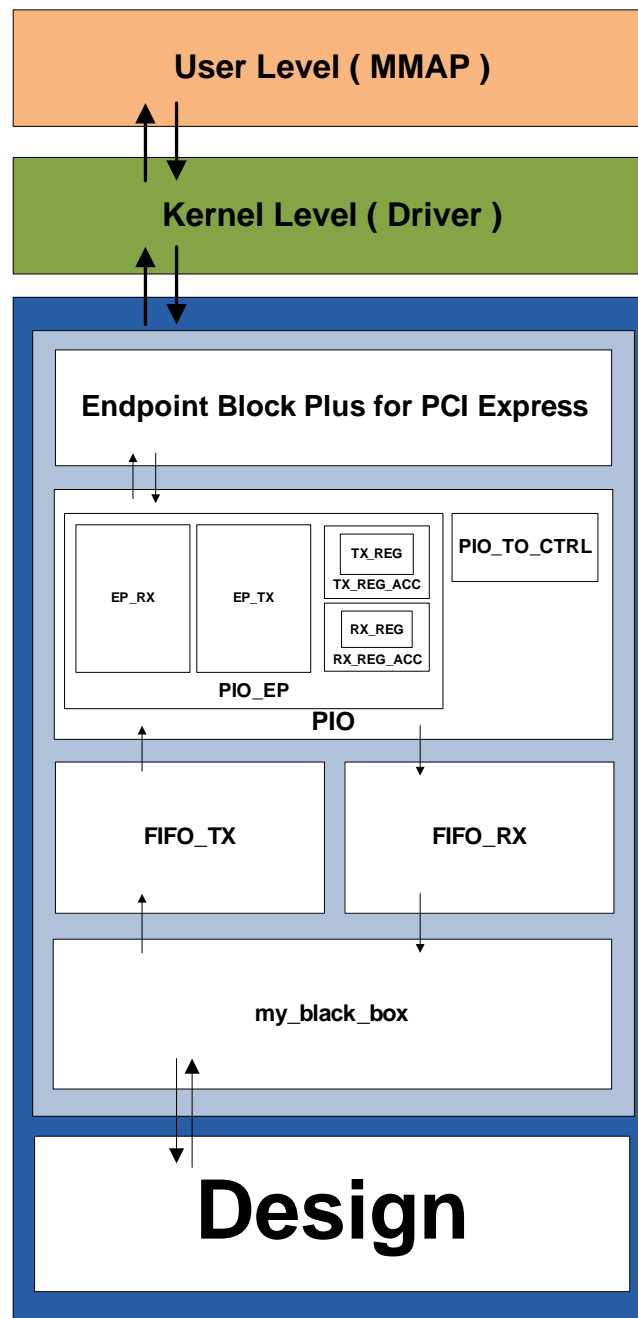 User Level ( MMAP )
Kernel Level ( Driver )
Endpoint Block Plus for PCI Express
EP_RX
EP_TX
TX_REG
TX_REG_ACC
RX_REG
RX_REG_ACC
PIO_EP
PIO_TO_CTRL
PIO
FIFO_TX
FIFO_RX
my_black_box
Design